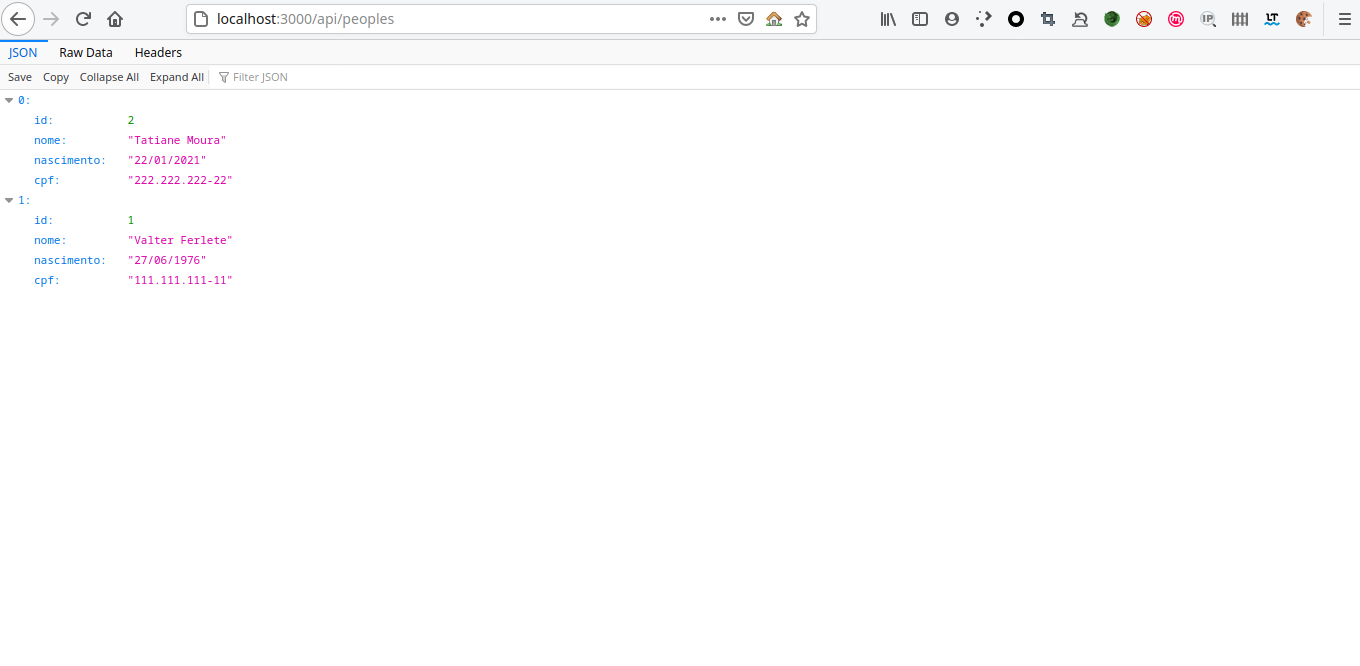 localhost:3000/api/peoples
IP
LT
JSON Raw Data Headers
Save Copy Collapse All Expand All Filter JSON
0:
id: 2
nome: "Tatiane Moura"
nascimento: "22/01/2021"
cpf: "222.222.222-22"
1:
id: 1
nome: "Valter Ferlete"
nascimento: "27/06/1976"
cpf: "111.111.111-11"